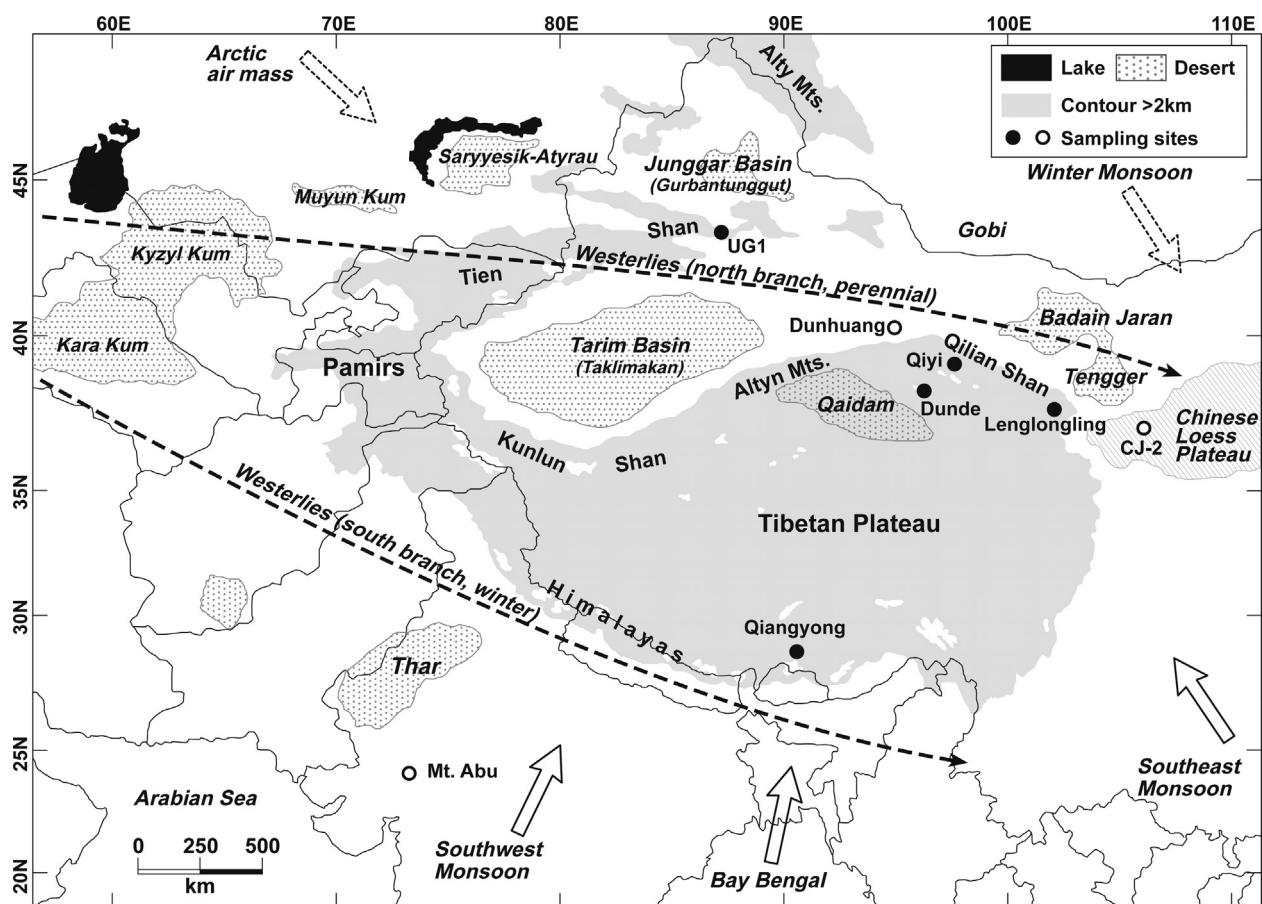 60E 70E 80E 90E 100E 110E
Arctic
air mass
Alty Mts.
Lake Desert
Contour >2km
Sampling sites
Saryyesik-Atyrau
Junggar Basin
(Gurbantunggut)
Winter Monsoon
45N
Muyun Kum
Shan
UG1
Gobi
Kyzyl Kum
Westerlies (north branch, perennial)
Tien
40N
Kara Kum
Tarim Basin
(Taklimakan)
Dunhuang
Badain Jaran
Pamirs
Altyn Mts.
Qiyi
Qilian Shan
Tengger
Qaidam
Dunde
Lenglongling
Chinese
Loess
Plateau
CJ-2
Kunlun
Shan
35N
Westerlies (south branch, winter)
Tibetan Plateau
Himalayas
30N
Qiangyong
Thar
25N
Mt. Abu
Arabian Sea
0 250 500
km
Southeast
Monsoon
Southwest
Monsoon
Bay Bengal
20N